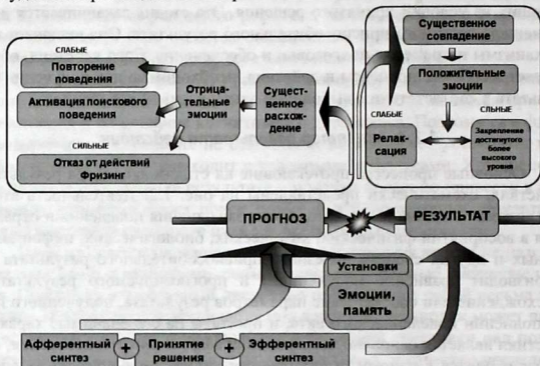 СЛАБЫЕ
Повторение
поведения
Активация поискового
поведения
СИЛЬНЫЕ
Отказ от действий
Фризинг
Отрица-
тельные
эмоции
Сущест-
венное
расхож-
дение
Существенное
совпадение
Положительные
эмоции
СЛАБЫЕ
СЛЬНЫЕ
Релак-
сация
Закрепление
достигнутого
более
высокого
уровня
ПРОГНОЗ
РЕЗУЛЬТАТ
Установки
Эмоции,
память
Афферентный
синтез
+
Принятие
решения
+
Эфферентный
синтез